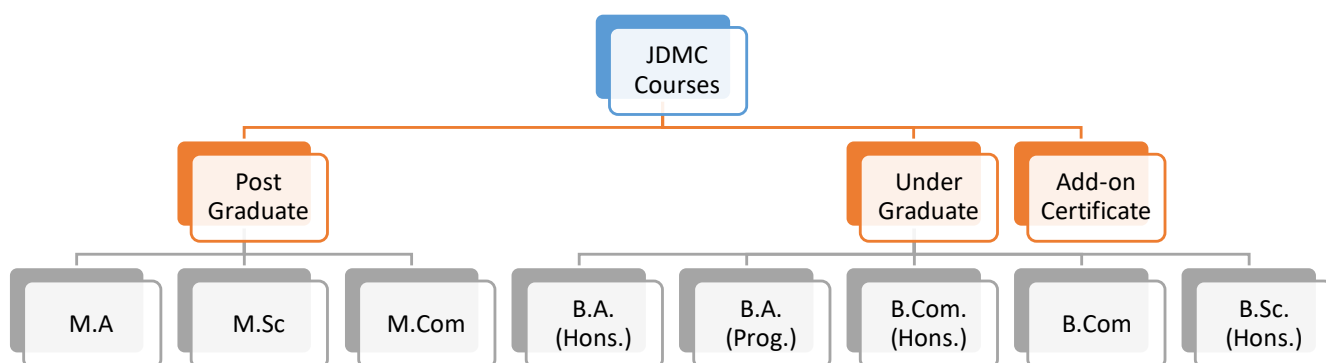 JDMC
Courses
Post
Graduate
Under
Graduate
Add-on
Certificate
M.A
M.Sc
M.Com
B.A.
(Hons.)
B.A.
(Prog.)
B.Com.
(Hons.)
B.Com
B.Sc.
(Hons.)